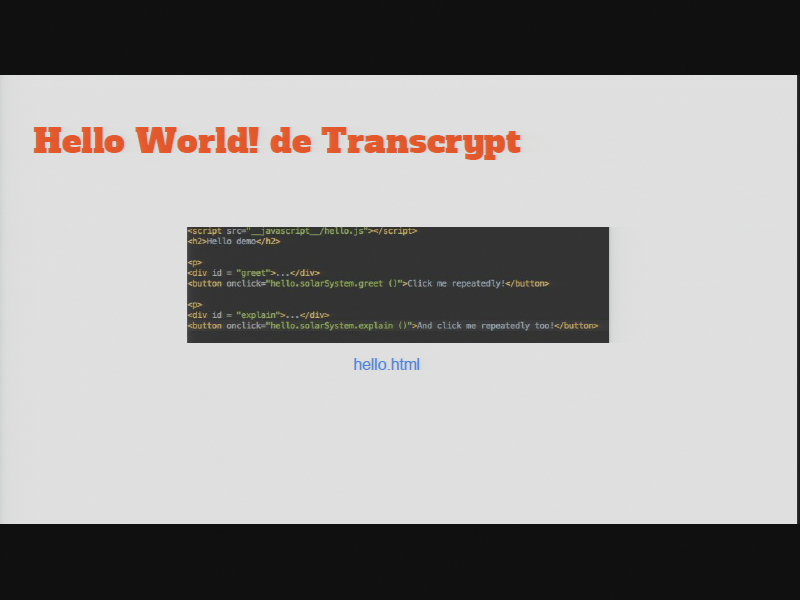 Hello World! de Transcrypt
<script src="__javascript__/hello.js"></script>
<h2>Hello demo</h2>
<p>
<div id = "greet">...</div>
<button onclick="hello.solarSystem.greet ()">Click me repeatedly!</button>
<p>
<div id = "explain">...</div>
<button onclick="hello.solarSystem.explain ()">And click me repeatedly too!</button>
hello.html